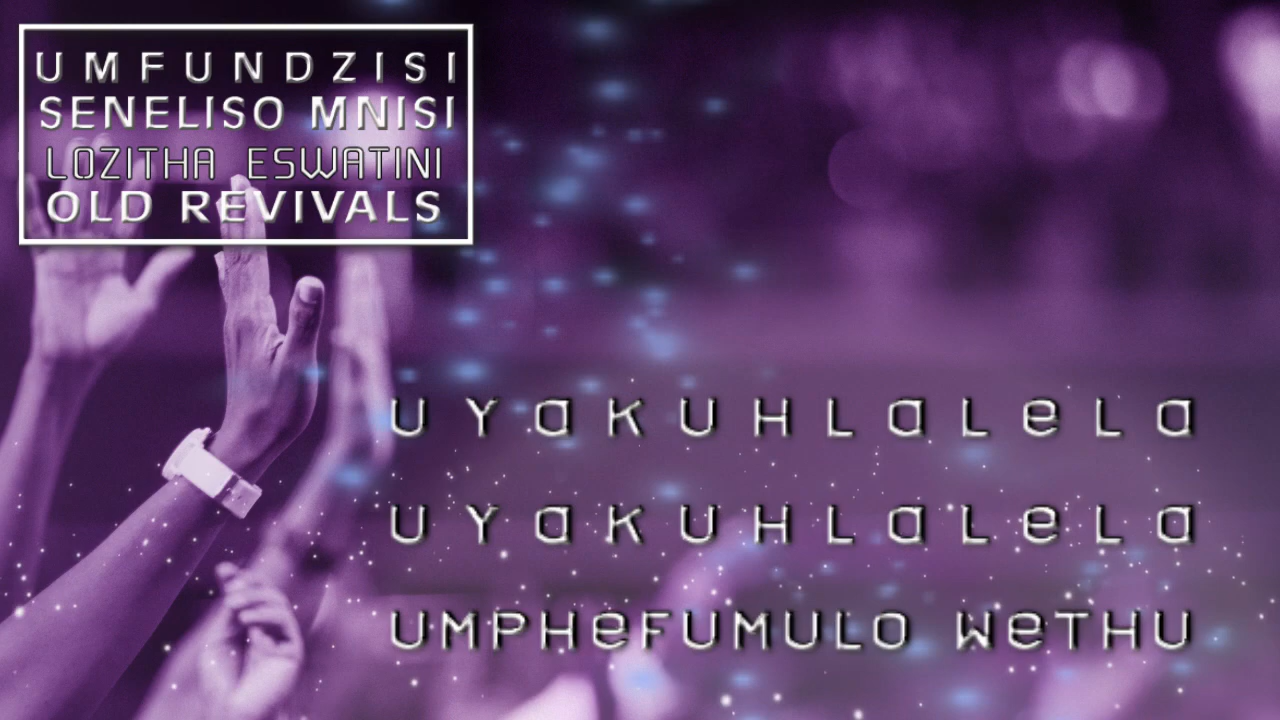 UMFUNDZISI
SENELISO MNISI
LOZITHA ESWATINI
OLD REVIVALS
UYaKUHLaLeLa
UYaKUHLaLeLa
UMPHeFUMULO WeTHU